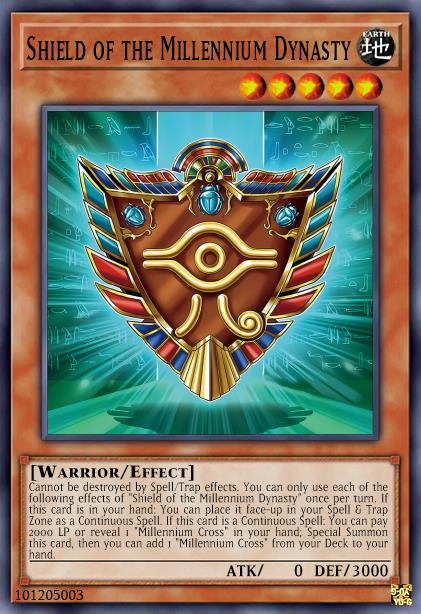 SHIELD OF THE MILLENNIUM DYNASTY
EARTH
地
[WARRIOR/EFFECT]
Cannot be destroyed by Spell/Trap effects. You can only use each of the
following effects of "Shield of the Millennium Dynasty" once per turn. If
this card is in your hand: You can place it face-up in your Spell & Trap
Zone as a Continuous Spell. If this card is a Continuous Spell: You can pay
2000 LP or reveal 1 "Millennium Cross" in your hand; Special Summon
this card, then you can add 1 "Millennium Cross" from your Deck to your
hand.
ATK/ 0 DEF/3000
101205003